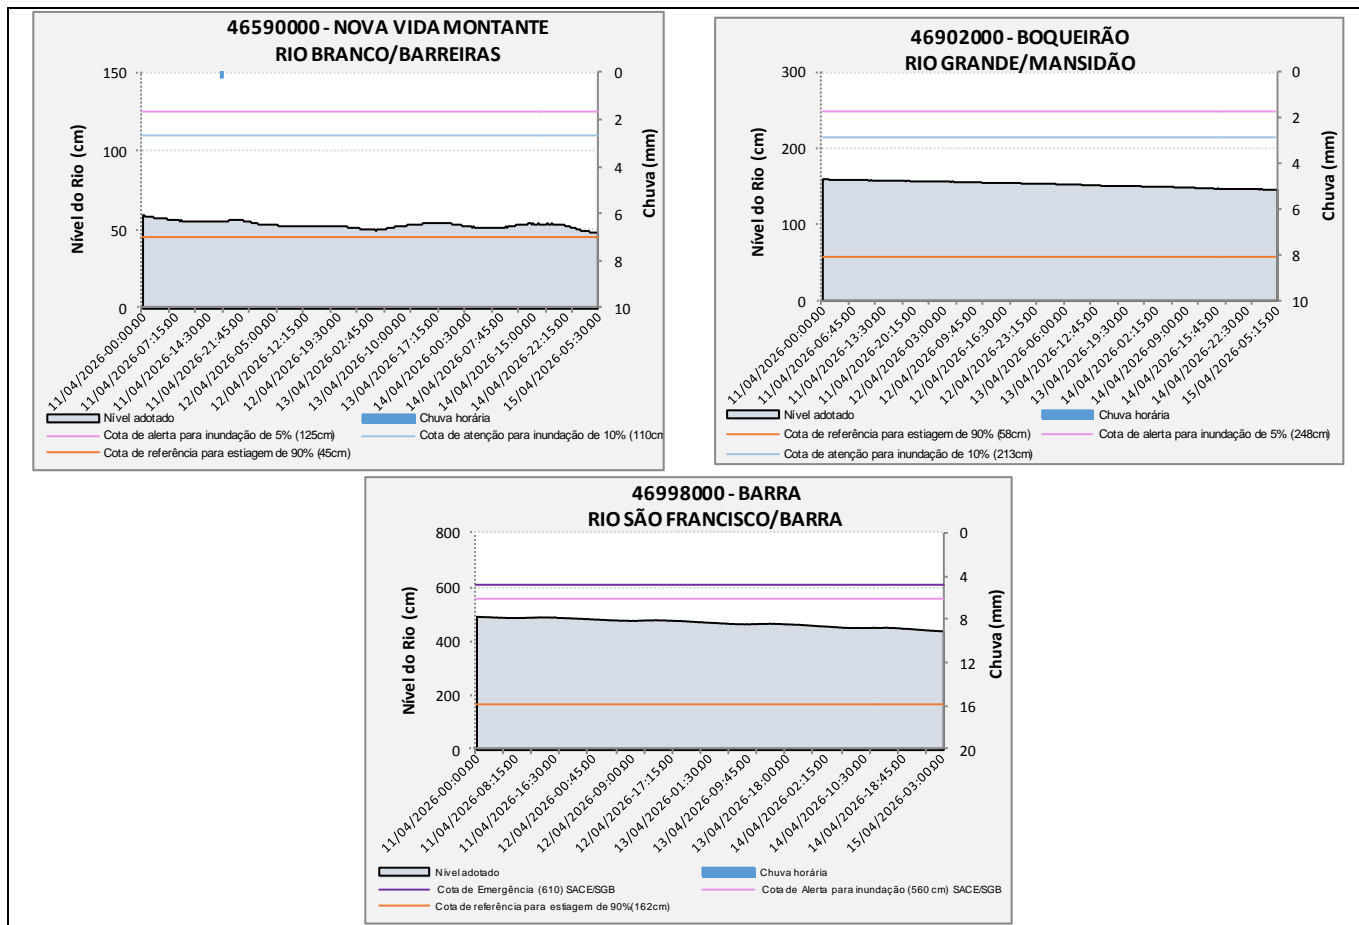 46590000 - NOVA VIDA MONTANTE
RIO BRANCO/BARREIRAS
Nível do Rio (cm)
150
100
50
0
Chuva (mm)
0
2
4
6
8
10
11/04/2026-00:00:00
11/04/2026-07:15:00
11/04/2026-14:30:00
11/04/2026-21:45:00
12/04/2026-05:00:00
12/04/2026-12:15:00
12/04/2026-19:30:00
13/04/2026-02:45:00
13/04/2026-10:00:00
13/04/2026-17:15:00
14/04/2026-00:30:00
14/04/2026-07:45:00
14/04/2026-15:00:00
14/04/2026-22:15:00
15/04/2026-05:30:00
Nível adotado
Chuva horária
Cota de alerta para inundação de 5% (125cm)
Cota de atenção para inundação de 10% (110cm
Cota de referência para estiagem de 90% (45cm)
46902000 - BOQUEIRÃO
RIO GRANDE/MANSIDÃO
Nível do Rio (cm)
300
200
100
0
Chuva (mm)
0
2
4
6
8
10
11/04/2026-00:00:00
11/04/2026-06:45:00
11/04/2026-13:30:00
11/04/2026-20:15:00
12/04/2026-03:00:00
12/04/2026-09:45:00
12/04/2026-16:30:00
12/04/2026-23:15:00
13/04/2026-06:00:00
13/04/2026-12:45:00
13/04/2026-19:30:00
14/04/2026-02:15:00
14/04/2026-09:00:00
14/04/2026-15:45:00
14/04/2026-22:30:00
15/04/2026-05:15:00
Nível adotado
Chuva horária
Cota de referência para estiagem de 90% (58cm)
Cota de alerta para inundação de 5% (248cm)
Cota de atenção para inundação de 10% (213cm)
46998000 - BARRA
RIO SÃO FRANCISCO/BARRA
Nível do Rio (cm)
800
600
400
200
0
Chuva (mm)
0
4
8
12
16
20
11/04/2026-00:00:00
11/04/2026-08:15:00
11/04/2026-16:30:00
12/04/2026-00:45:00
12/04/2026-09:00:00
12/04/2026-17:15:00
13/04/2026-01:30:00
13/04/2026-09:45:00
13/04/2026-18:00:00
14/04/2026-02:15:00
14/04/2026-10:30:00
14/04/2026-18:45:00
15/04/2026-03:00:00
Nível adotado
Chuva horária
Cota de Emergência (610) SACE/SGB
Cota de Alerta para inundação (560 cm) SACE/SGB
Cota de referência para estiagem de 90%(162cm)